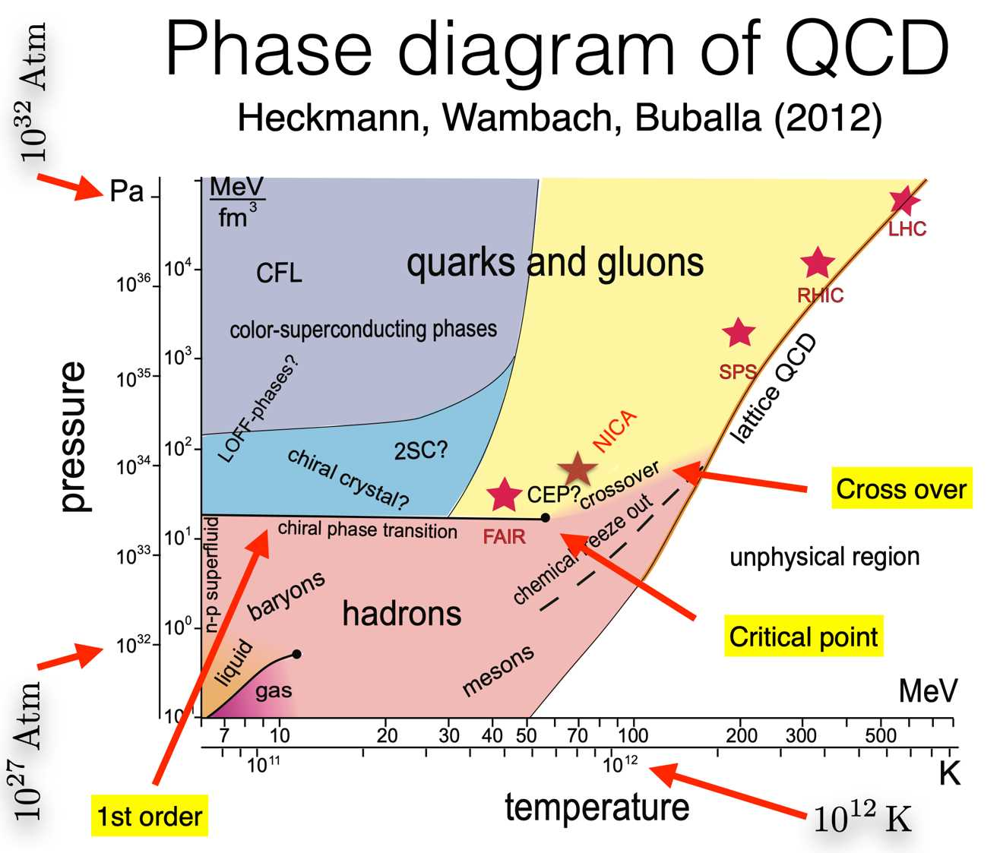 Phase diagram of QCD
Heckmann, Wambach, Buballa (2012)
10^32 Atm
Pa
MeV
fm^3
LHC
quarks and gluons
CFL
10^4
10^36
RHIC
color-superconducting phases
SPS
lattice QCD
10^3
10^35
pressure
LOFF-phases?
NICA
2SC?
chiral crystal?
10^2
10^34
CEP?
crossover
Cross over
chiral phase transition
FAIR
chemical freeze out
10^1
10^33
unphysical region
n-p superfluid
baryons
hadrons
10^0
10^32
Critical point
liquid
gas
mesons
MeV
10
7 10 20 30 40 50 70 100 200 300 500
10^11 10^12
K
temperature
10^27 Atm
1st order
10^12 K